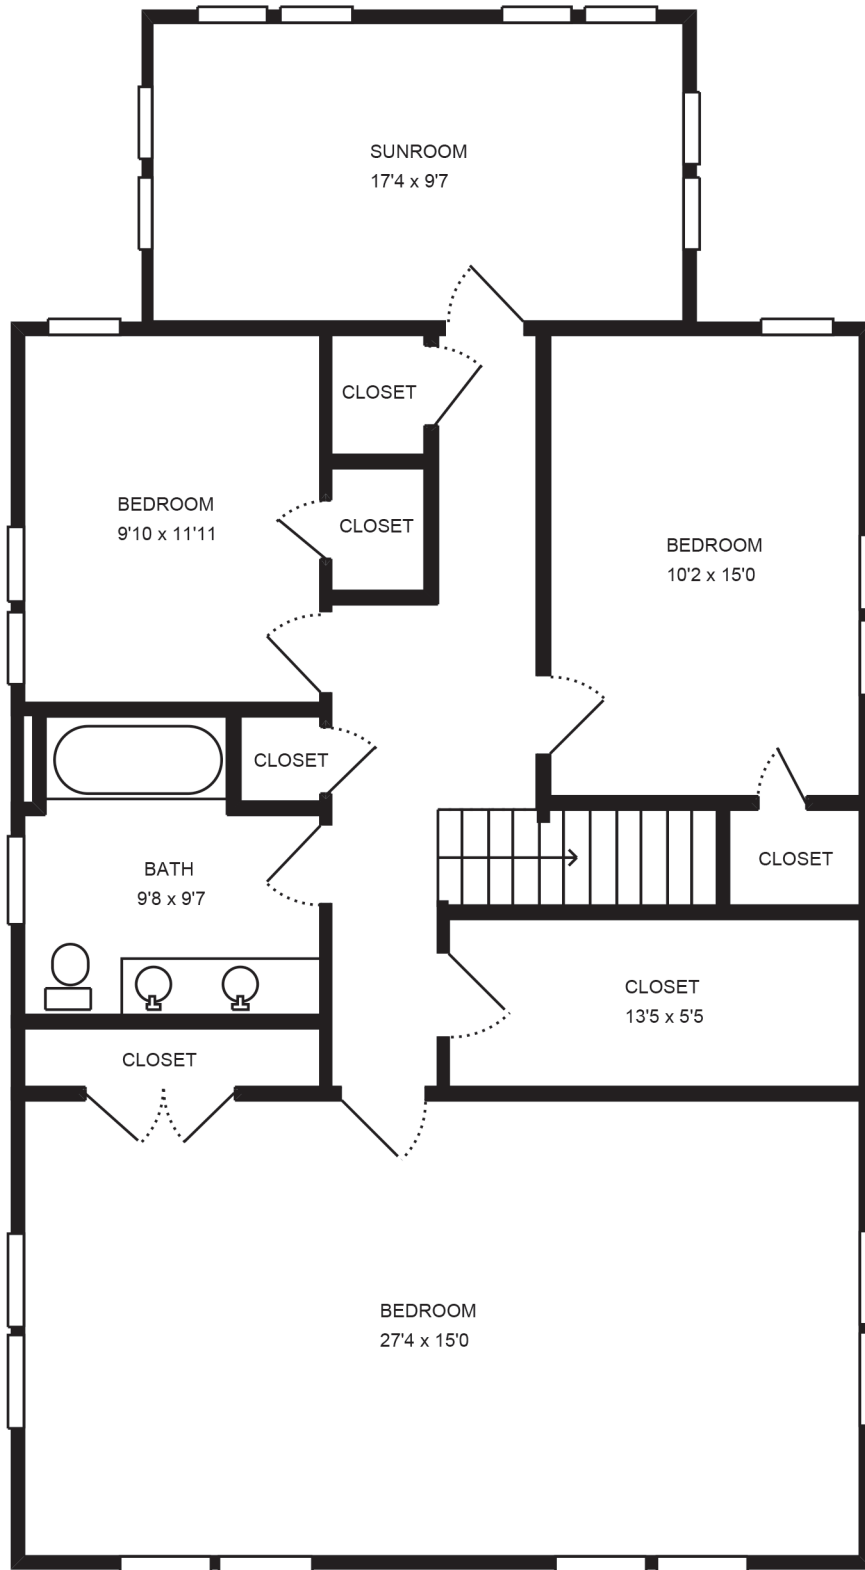 SUNROOM
17'4 x 9'7
CLOSET
BEDROOM
9'10 x 11'11
CLOSET
BEDROOM
10'2 x 15'0
CLOSET
BATH
9'8 x 9'7
CLOSET
CLOSET
13'5 x 5'5
CLOSET
BEDROOM
27'4 x 15'0